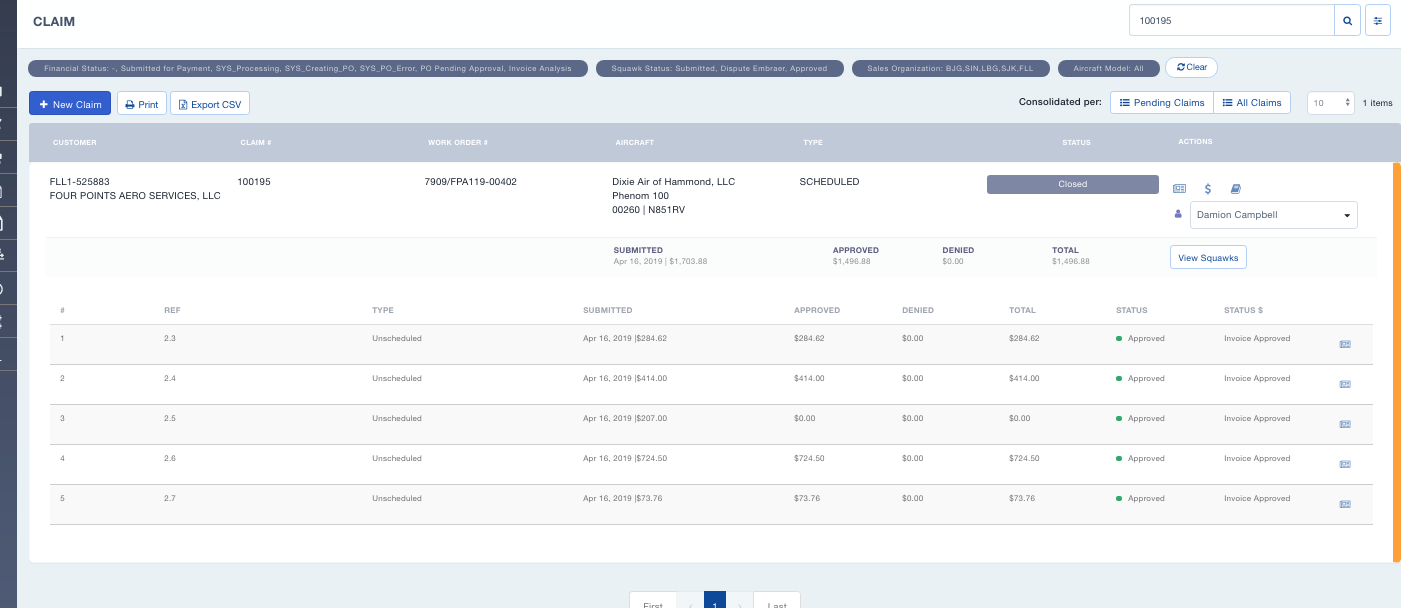 CLAIM
100195
Financial Status: -, Submitted for Payment, SYS_Processing, SYS_Creating_PO, SYS_PO_Error, PO Pending Approval, Invoice Analysis
Squawk Status: Submitted, Dispute Embraer, Approved
Sales Organization: BJG,SIN,LBG,SJK,FLL
Aircraft Model: All
Clear
New Claim
Print
Export CSV
Consolidated per:
Pending Claims
All Claims
10
1 items
CUSTOMER CLAIM # WORK ORDER # AIRCRAFT TYPE STATUS ACTIONS
FLL1-525883 100195 7909/FPA119-00402 Dixie Air of Hammond, LLC SCHEDULED Closed
FOUR POINTS AERO SERVICES, LLC Phenom 100
00260 | N851RV
Damion Campbell
SUBMITTED APPROVED DENIED TOTAL
Apr 16, 2019 | $1,703.88 $1,496.88 $0.00 $1,496.88
View Squawks
# REF TYPE SUBMITTED APPROVED DENIED TOTAL STATUS STATUS $
1 2.3 Unscheduled Apr 16, 2019 |$284.62 $284.62 $0.00 $284.62 Approved Invoice Approved
2 2.4 Unscheduled Apr 16, 2019 |$414.00 $414.00 $0.00 $414.00 Approved Invoice Approved
3 2.5 Unscheduled Apr 16, 2019 |$207.00 $0.00 $0.00 $0.00 Approved Invoice Approved
4 2.6 Unscheduled Apr 16, 2019 |$724.50 $724.50 $0.00 $724.50 Approved Invoice Approved
5 2.7 Unscheduled Apr 16, 2019 |$73.76 $73.76 $0.00 $73.76 Approved Invoice Approved
First ‹ 1 › Last